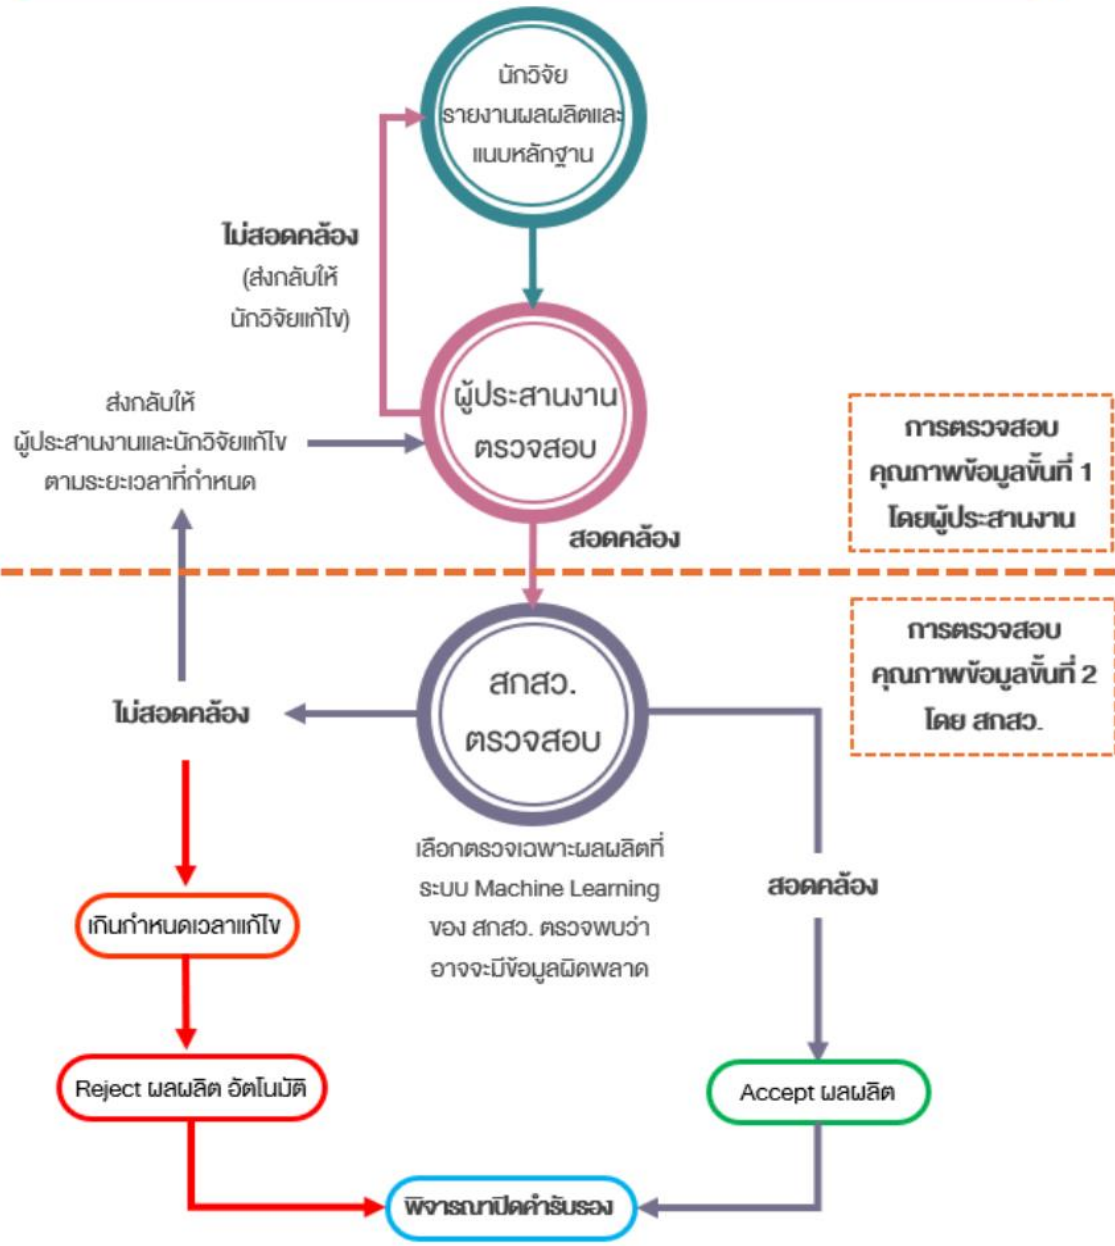 นักวิจัย
รายงานผลผลิตและ
แนบหลักฐาน
ไม่สอดคล้อง
(ส่งกลับให้
นักวิจัยแก้ไข)
ผู้ประสานงาน
ตรวจสอบ
ส่งกลับให้
ผู้ประสานงานและนักวิจัยแก้ไข
ตามระยะเวลาที่กำหนด
การตรวจสอบ
คุณภาพข้อมูลขั้นที่ 1
โดยผู้ประสานงาน
สอดคล้อง
การตรวจสอบ
คุณภาพข้อมูลขั้นที่ 2
โดย สกสว.
สกสว.
ตรวจสอบ
ไม่สอดคล้อง
เลือกตรวจเฉพาะผลผลิตที่
ระบบ Machine Learning
ของ สกสว. ตรวจพบว่า
อาจจะมีข้อมูลผิดพลาด
สอดคล้อง
เกินกำหนดเวลาแก้ไข
Reject ผลผลิต อัตโนมัติ
Accept ผลผลิต
พิจารณาปิดคำรับรอง